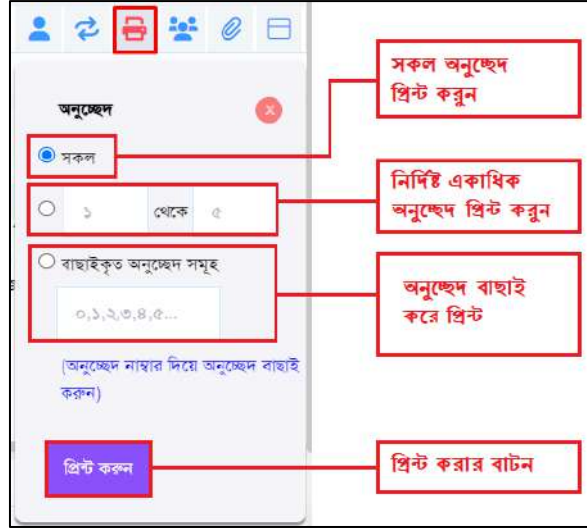 সকল অনুচ্ছেদ
প্রিন্ট করুন
অনুচ্ছেদ
x
সকল
নির্দিষ্ট একাধিক
অনুচ্ছেদ প্রিন্ট করুন
১ থেকে ৫
বাছাইকৃত অনুচ্ছেদ সমূহ
অনুচ্ছেদ বাছাই
করে প্রিন্ট
০,১,২,৩,৪,৫...
(অনুচ্ছেদ নাম্বার দিয়ে অনুচ্ছেদ বাছাই
করুন)
প্রিন্ট করুন
প্রিন্ট করার বাটন